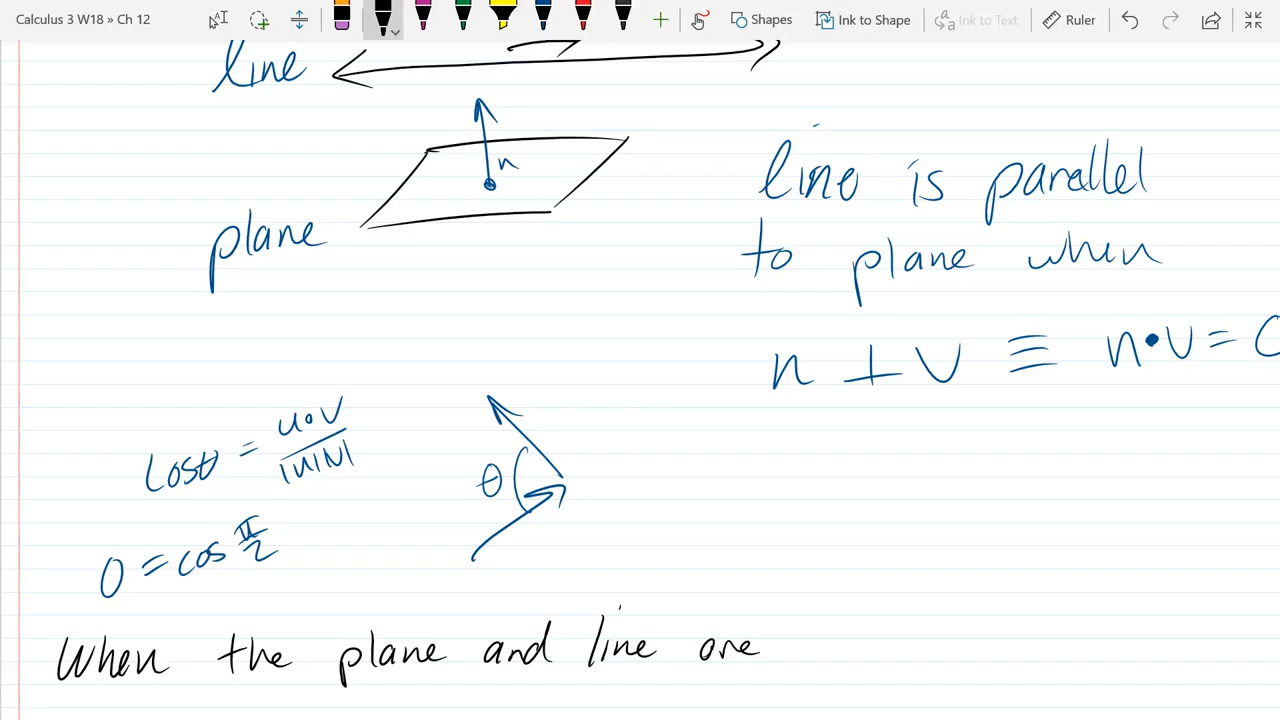 Calculus 3 W18 » Ch 12
Shapes
Ink to Shape
Ink to Text
Ruler
line
n
plane
line is parallel
to plane when
n ⊥ v ≡ n•v = 0
cosθ = u•v / |u||v|
θ
0 = cos π/2
When the plane and line are